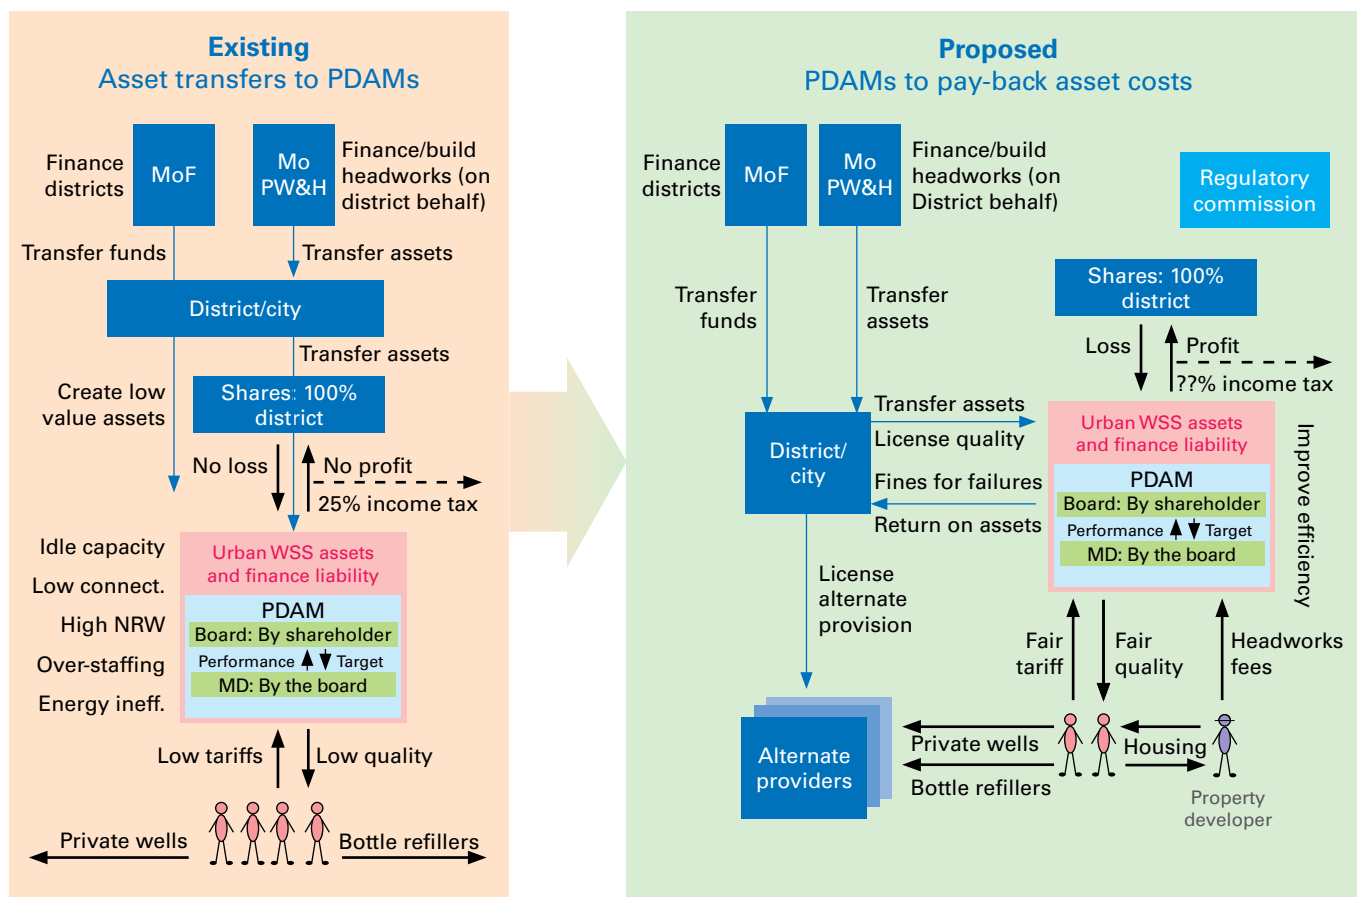 Existing
Asset transfers to PDAMs
Finance
districts
MoF
Mo
PW&H
Finance/build
headworks (on
district behalf)
Transfer funds
Transfer assets
District/city
Transfer assets
Create low
value assets
Shares: 100%
district
No loss
No profit
25% income tax
Idle capacity
Low connect.
High NRW
Over-staffing
Energy ineff.
Urban WSS assets
and finance liability
PDAM
Board: By shareholder
Performance
Target
MD: By the board
Low tariffs
Low quality
Private wells
Bottle refillers
Proposed
PDAMs to pay-back asset costs
Finance
districts
MoF
Mo
PW&H
Finance/build
headworks (on
District behalf)
Regulatory
commission
Transfer
funds
Transfer
assets
Shares: 100%
district
Loss
Profit
??% income tax
District/
city
Transfer assets
License quality
Fines for failures
Return on assets
Urban WSS assets
and finance liability
PDAM
Board: By shareholder
Performance
Target
MD: By the board
Improve efficiency
License
alternate
provision
Fair
tariff
Fair
quality
Headworks
fees
Alternate
providers
Private wells
Bottle refillers
Housing
Property
developer